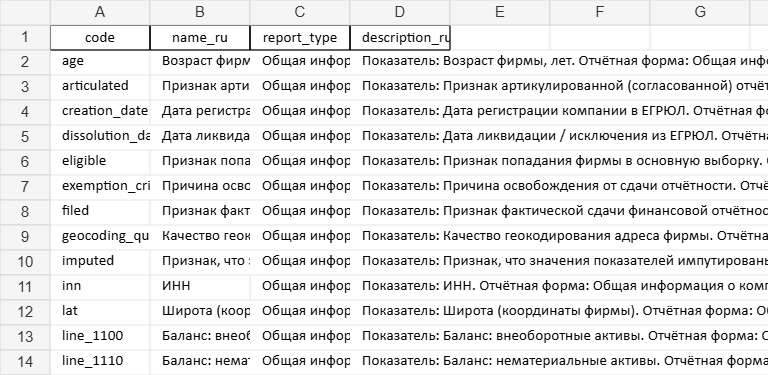 A B C D E F G
1 code name_ru report_type description_ru
2 age Возраст фирм Общая инфор Показатель: Возраст фирмы, лет. Отчётная форма: Общая инфо
3 articulated Признак арти Общая инфор Показатель: Признак артикулированной (согласованной) отчёт
4 creation_date Дата регистра Общая инфор Показатель: Дата регистрации компании в ЕГРЮЛ. Отчётная фо
5 dissolution_da Дата ликвида Общая инфор Показатель: Дата ликвидации / исключения из ЕГРЮЛ. Отчётна
6 eligible Признак попа Общая инфор Показатель: Признак попадания фирмы в основную выборку.
7 exemption_cri Причина осво Общая инфор Показатель: Причина освобождения от сдачи отчётности. Отчё
8 filed Признак факт Общая инфор Показатель: Признак фактической сдачи финансовой отчётнос
9 geocoding_qu Качество геок Общая инфор Показатель: Качество геокодирования адреса фирмы. Отчётна
10 imputed Признак, что Общая инфор Показатель: Признак, что значения показателей импутирован
11 inn ИНН Общая инфор Показатель: ИНН. Отчётная форма: Общая информация о комп
12 lat Широта (коор Общая инфор Показатель: Широта (координаты фирмы). Отчётная форма: О
13 line_1100 Баланс: внеоб Общая инфор Показатель: Баланс: внеоборотные активы. Отчётная форма:
14 line_1110 Баланс: немат Общая инфор Показатель: Баланс: нематериальные активы. Отчётная форма